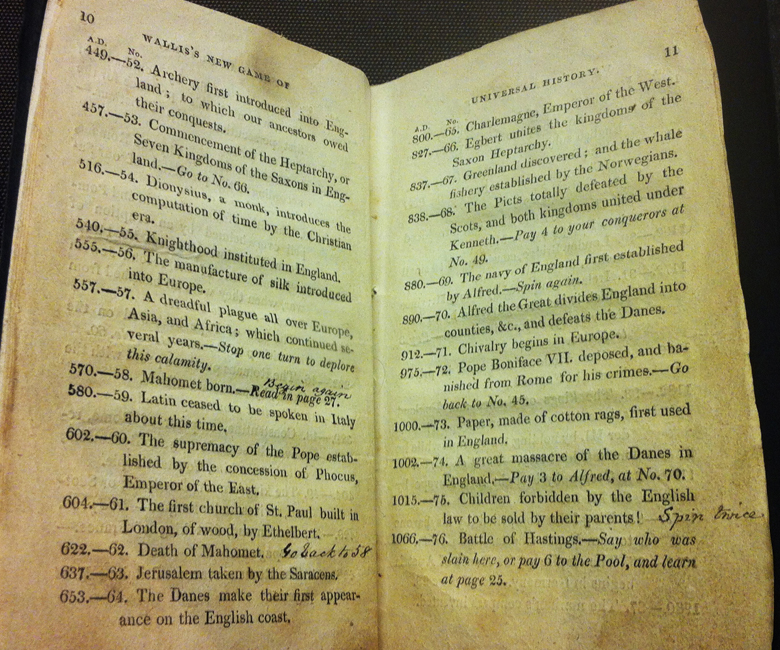 10
WALLIS'S NEW GAME OF
A.D. No.
449.—52. Archery first introduced into Eng-
land; to which our ancestors owed
their conquests.
457.—53. Commencement of the Heptarchy, or
Seven Kingdoms of the Saxons in Eng-
land.—Go to No. 66.
516.—54. Dionysius, a monk, introduces the
computation of time by the Christian
era.
540.—55. Knighthood instituted in England.
555.—56. The manufacture of silk introduced
into Europe.
557.—57. A dreadful plague all over Europe,
Asia, and Africa; which continued se-
veral years.—Stop one turn to deplore
this calamity.
Begin again
570.—58. Mahomet born.—Read in page 27.
580.—59. Latin ceased to be spoken in Italy
about this time.
602.—60. The supremacy of the Pope estab-
lished by the concession of Phocus,
Emperor of the East.
604.—61. The first church of St. Paul built in
London, of wood, by Ethelbert.
622.—62. Death of Mahomet. Go back to 58
637.—63. Jerusalem taken by the Saracens.
653.—64. The Danes make their first appear-
ance on the English coast.
11
UNIVERSAL HISTORY.
A.D. No.
800.—65. Charlemagne, Emperor of the West.
827.—66. Egbert unites the kingdoms of the
Saxon Heptarchy.
837.—67. Greenland discovered; and the whale
fishery established by the Norwegians.
838.—68. The Picts totally defeated by the
Scots, and both kingdoms united under
Kenneth.—Pay 4 to your conquerors at
No. 49.
880.—69. The navy of England first established
by Alfred.—Spin again.
890.—70. Alfred the Great divides England into
counties, &c., and defeats the Danes.
912.—71. Chivalry begins in Europe.
975.—72. Pope Boniface VII. deposed, and ba-
nished from Rome for his crimes.—Go
back to No. 45.
1000.—73. Paper, made of cotton rags, first used
in England.
1002.—74. A great massacre of the Danes in
England.—Pay 3 to Alfred, at No. 70.
1015.—75. Children forbidden by the English
law to be sold by their parents! Spin twice
1066.—76. Battle of Hastings.—Say who was
slain here, or pay 6 to the Pool, and learn
at page 25.